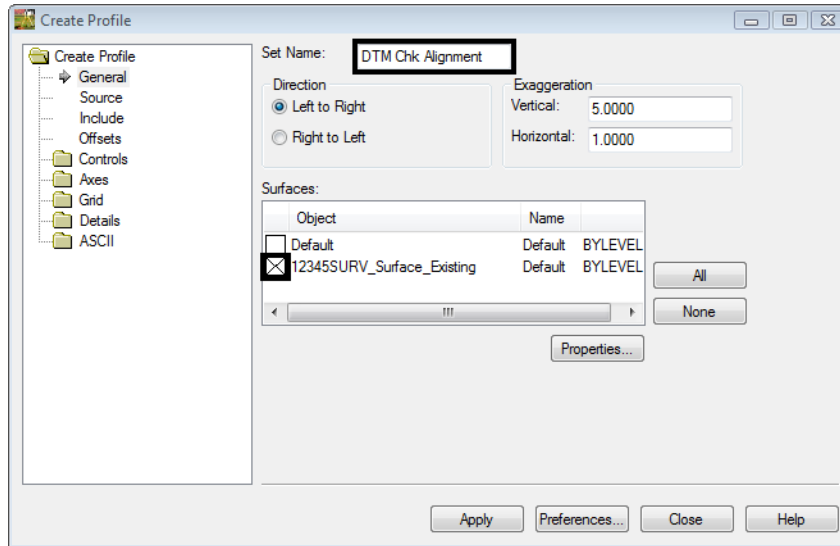 Create Profile
Create Profile
General
Source
Include
Offsets
Controls
Axes
Grid
Details
ASCII
Set Name: DTM Chk Alignment
Direction
Left to Right
Right to Left
Exaggeration
Vertical: 5.0000
Horizontal: 1.0000
Surfaces:
Object Name
Default Default BYLEVEL
12345SURV_Surface_Existing Default BYLEVEL
All
None
Properties...
Apply Preferences... Close Help